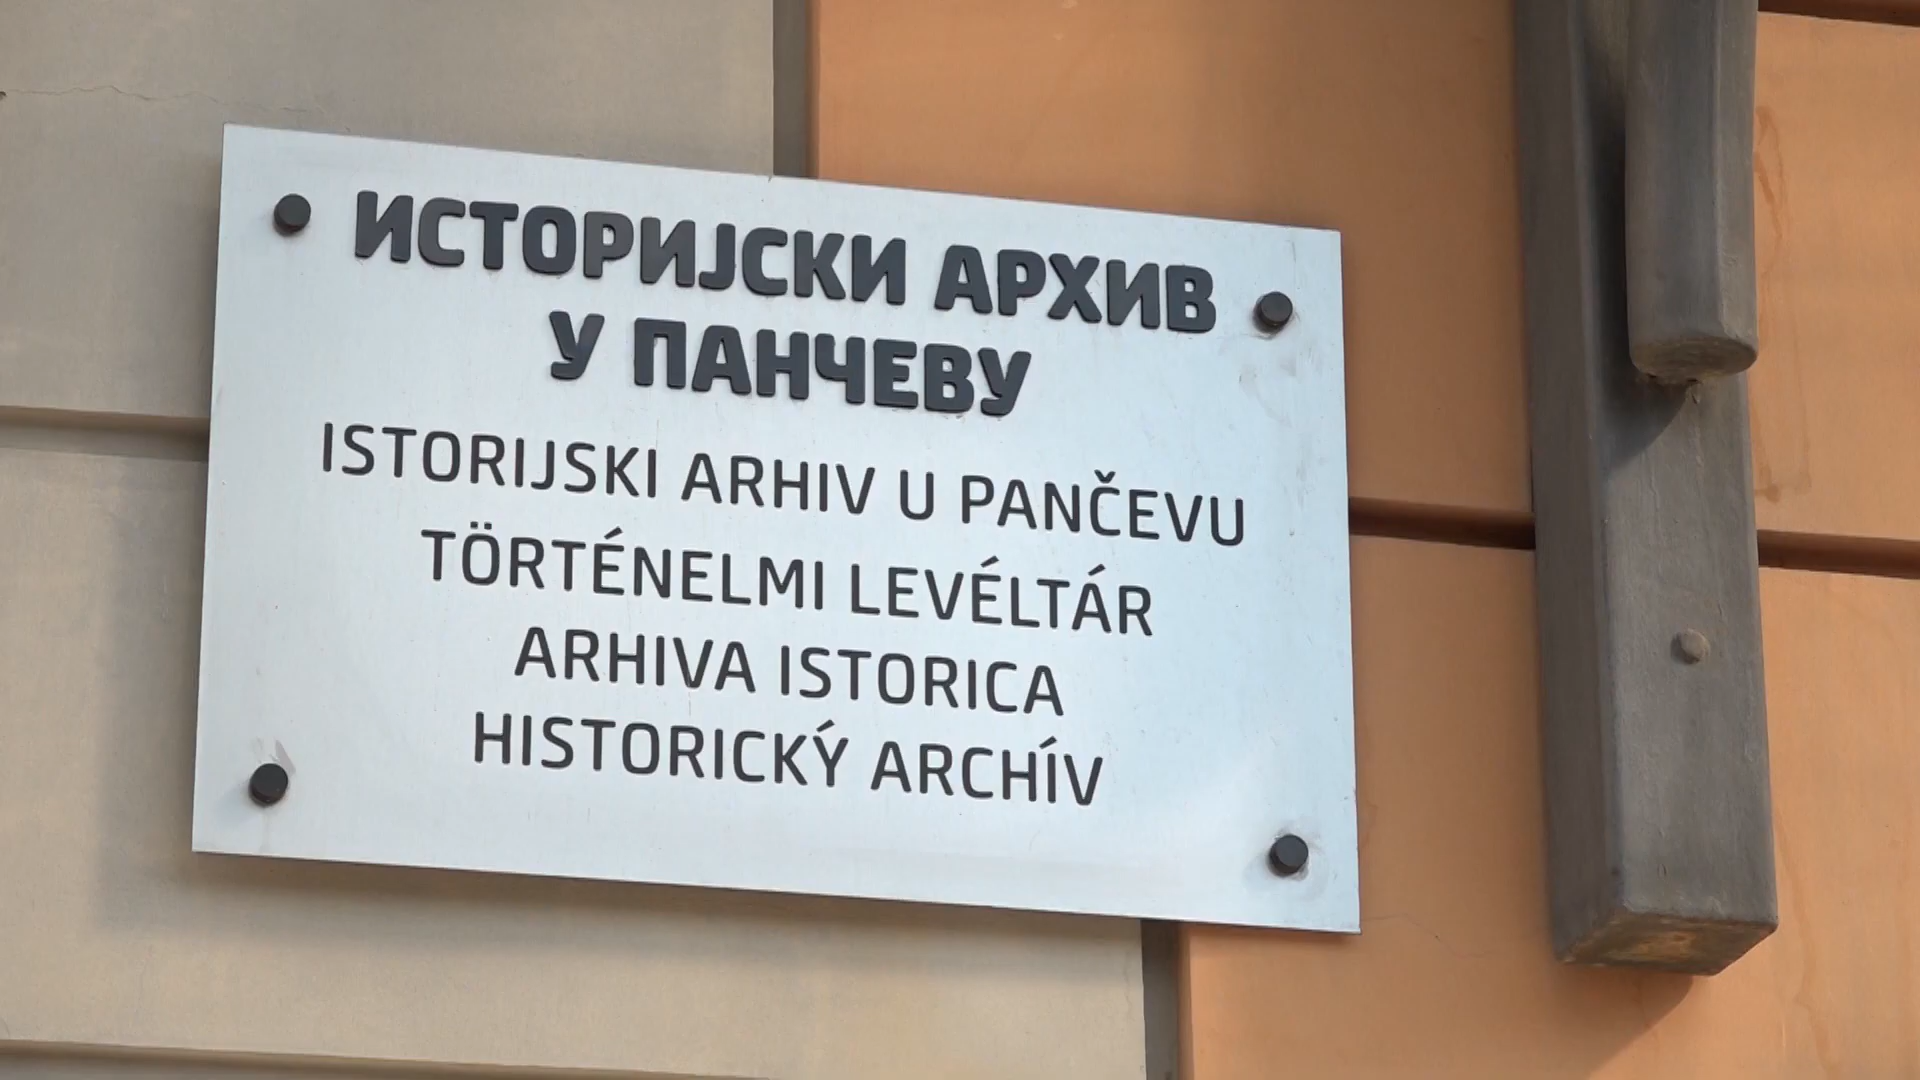 ИСТОРИЈСКИ АРХИВ
У ПАНЧЕВУ
ISTORIJSKI ARHIV U PANČEVU
TÖRTÉNELMI LEVÉLTÁR
ARHIVA ISTORICA
HISTORICKÝ ARCHÍV